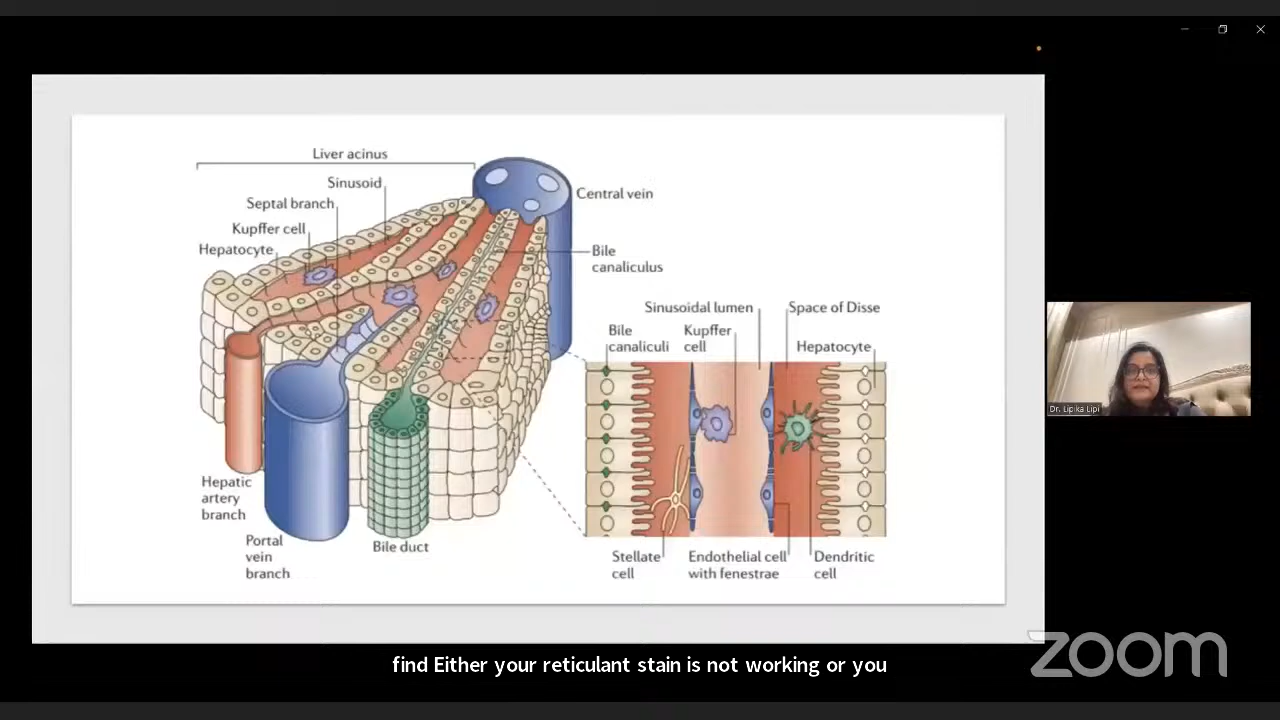 Liver acinus
Sinusoid
Septal branch
Kupffer cell
Hepatocyte
Central vein
Bile
canaliculus
Hepatic
artery
branch
Portal
vein
branch
Bile duct
Sinusoidal lumen
Space of Disse
Bile
canaliculi
Kupffer
cell
Hepatocyte
Stellate
cell
Endothelial cell
with fenestrae
Dendritic
cell
Dr. Lipika Lipi
find Either your reticulant stain is not working or you
zoom